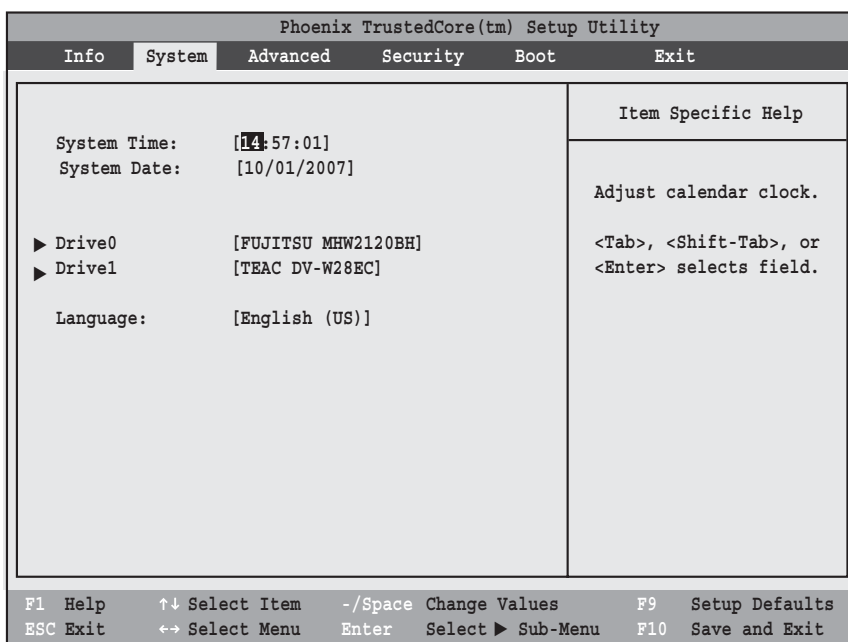 Phoenix TrustedCore(tm) Setup Utility
Info System Advanced Security Boot Exit
System Time: [14:57:01]
System Date: [10/01/2007]
▶ Drive0 [FUJITSU MHW2120BH]
▶ Drive1 [TEAC DV-W28EC]
Language: [English (US)]
Item Specific Help
Adjust calendar clock.
<Tab>, <Shift-Tab>, or
<Enter> selects field.
F1 Help ↑↓ Select Item -/Space Change Values F9 Setup Defaults
ESC Exit ←→ Select Menu Enter Select ▶ Sub-Menu F10 Save and Exit